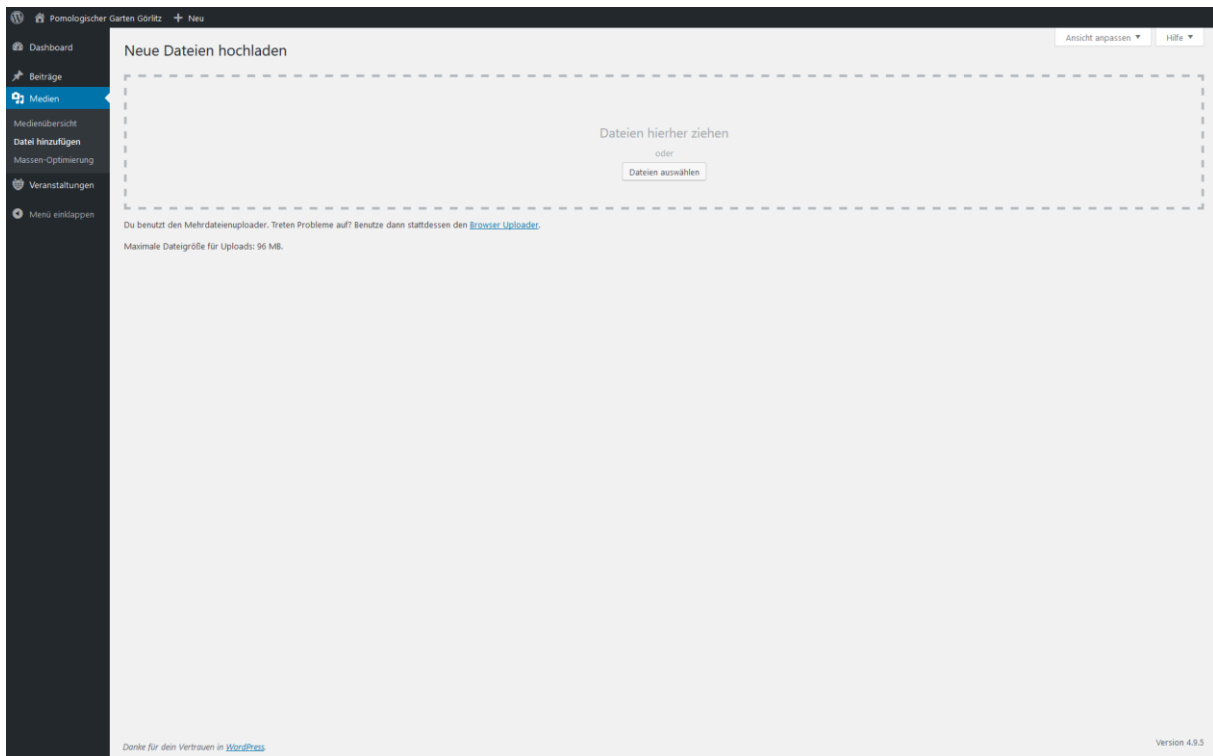 Pomologischer Garten Görlitz + Neu
Dashboard
Beiträge
Medien
Medienübersicht
Datei hinzufügen
Massen-Optimierung
Veranstaltungen
Menü einklappen
Ansicht anpassen ▼ Hilfe ▼
Neue Dateien hochladen
Dateien hierher ziehen
oder
Dateien auswählen
Du benutzt den Mehrdateienuploader. Treten Probleme auf? Benutze dann stattdessen den Browser Uploader.
Maximale Dateigröße für Uploads: 96 MB.
Danke für dein Vertrauen in WordPress.
Version 4.9.5